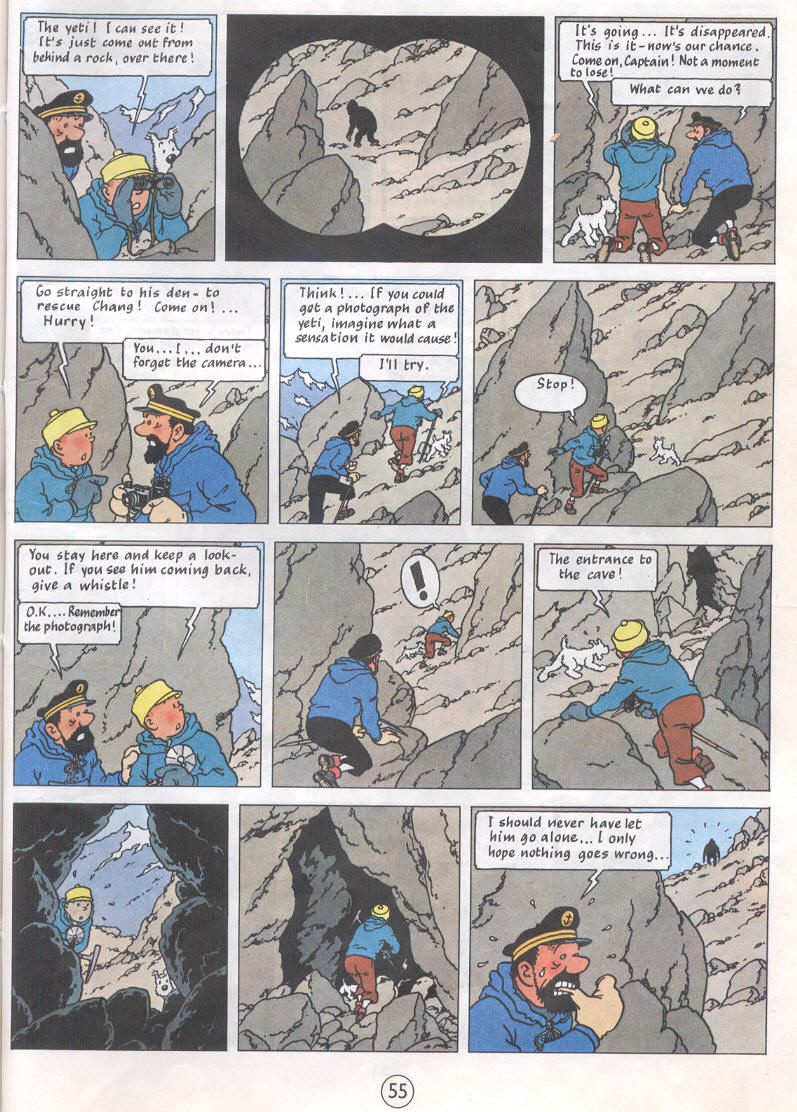 The yeti! I can see it!
It's just come out from
behind a rock, over there!
It's going... It's disappeared.
This is it-now's our chance.
Come on, Captain! Not a moment
to lose!
What can we do?
Go straight to his den- to
rescue Chang! Come on! ...
Hurry!
You... I... don't
forget the camera...
Think!... If you could
get a photograph of the
yeti, imagine what a
sensation it would cause!
I'll try.
Stop!
You stay here and keep a look-
out. If you see him coming back,
give a whistle!
O.K.... Remember
the photograph!
!
The entrance to
the cave!
I should never have let
him go alone... I only
hope nothing goes wrong...
55